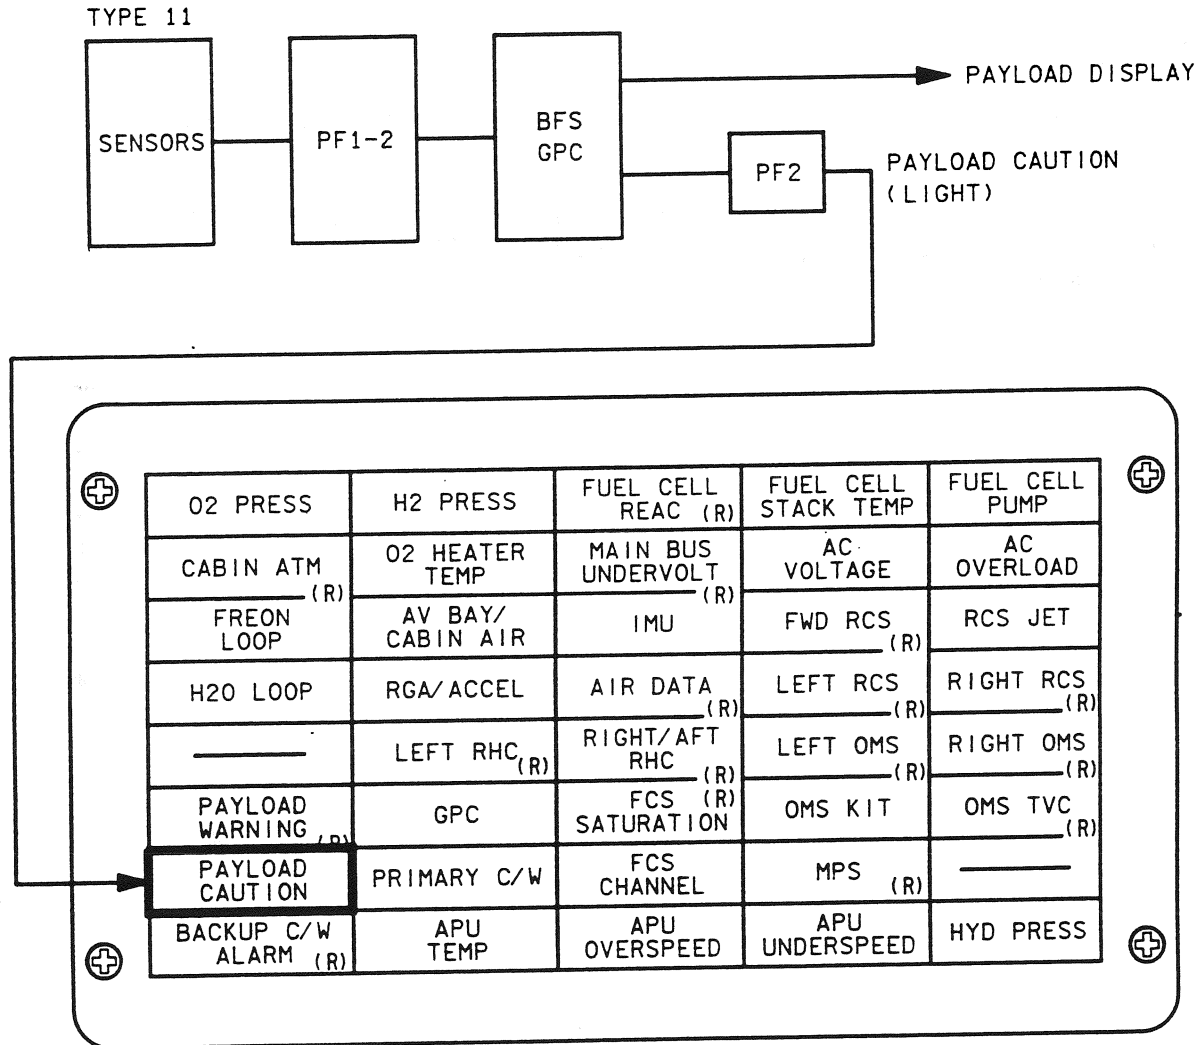 TYPE 11
SENSORS
PF1-2
BFS
GPC
PAYLOAD DISPLAY
PF2
PAYLOAD CAUTION
(LIGHT)
O2 PRESS
H2 PRESS
FUEL CELL
REAC (R)
FUEL CELL
STACK TEMP
FUEL CELL
PUMP
CABIN ATM
(R)
O2 HEATER
TEMP
MAIN BUS
UNDERVOLT
(R)
AC
VOLTAGE
AC
OVERLOAD
FREON
LOOP
AV BAY/
CABIN AIR
IMU
FWD RCS
(R)
RCS JET
H2O LOOP
RGA/ACCEL
AIR DATA
(R)
LEFT RCS
(R)
RIGHT RCS
(R)
LEFT RHC
(R)
RIGHT/AFT
RHC
(R)
LEFT OMS
(R)
RIGHT OMS
(R)
PAYLOAD
WARNING
(R)
GPC
FCS (R)
SATURATION
OMS KIT
OMS TVC
(R)
PAYLOAD
CAUTION
PRIMARY C/W
FCS
CHANNEL
MPS
(R)
BACKUP C/W
ALARM (R)
APU
TEMP
APU
OVERSPEED
APU
UNDERSPEED
HYD PRESS